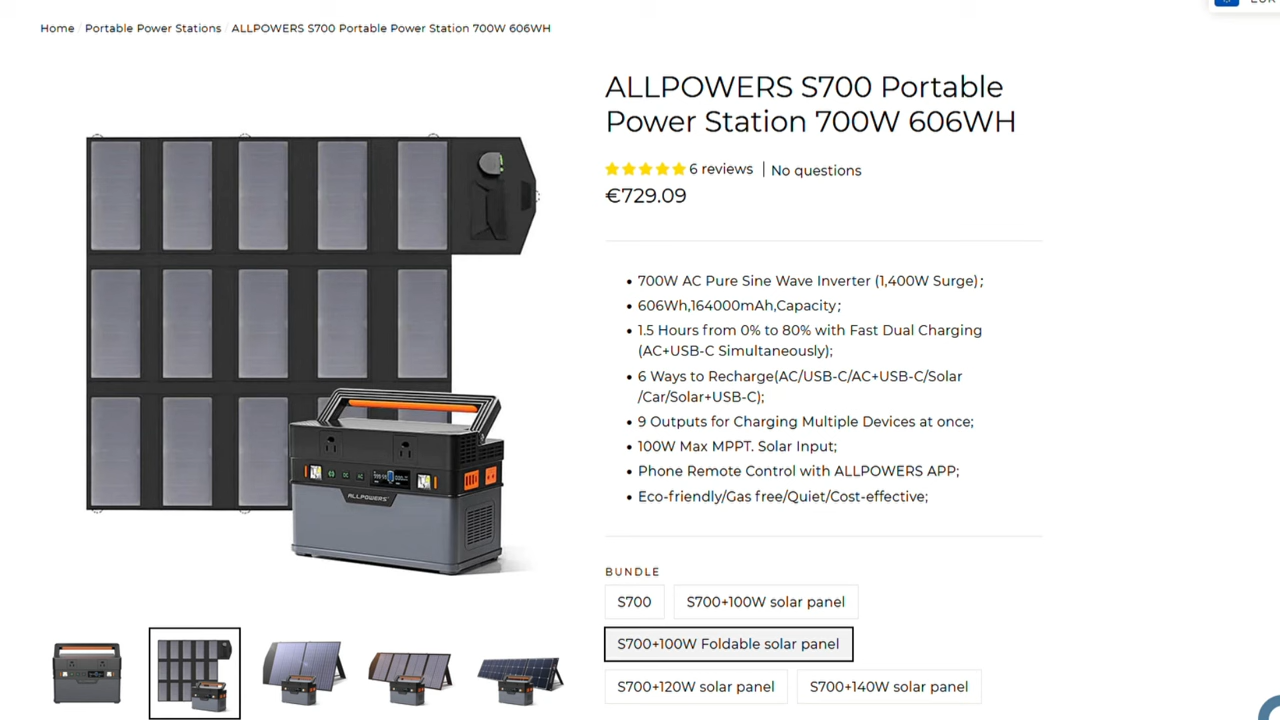 EUR
Home / Portable Power Stations / ALLPOWERS S700 Portable Power Station 700W 606WH
ALLPOWERS S700 Portable
Power Station 700W 606WH
6 reviews | No questions
€729.09
• 700W AC Pure Sine Wave Inverter (1,400W Surge);
• 606Wh,164000mAh,Capacity;
• 1.5 Hours from 0% to 80% with Fast Dual Charging
(AC+USB-C Simultaneously);
• 6 Ways to Recharge(AC/USB-C/AC+USB-C/Solar
/Car/Solar+USB-C);
• 9 Outputs for Charging Multiple Devices at once;
• 100W Max MPPT. Solar Input;
• Phone Remote Control with ALLPOWERS APP;
• Eco-friendly/Gas free/Quiet/Cost-effective;
ALLPOWERS
BUNDLE
S700
S700+100W solar panel
S700+100W Foldable solar panel
S700+120W solar panel
S700+140W solar panel